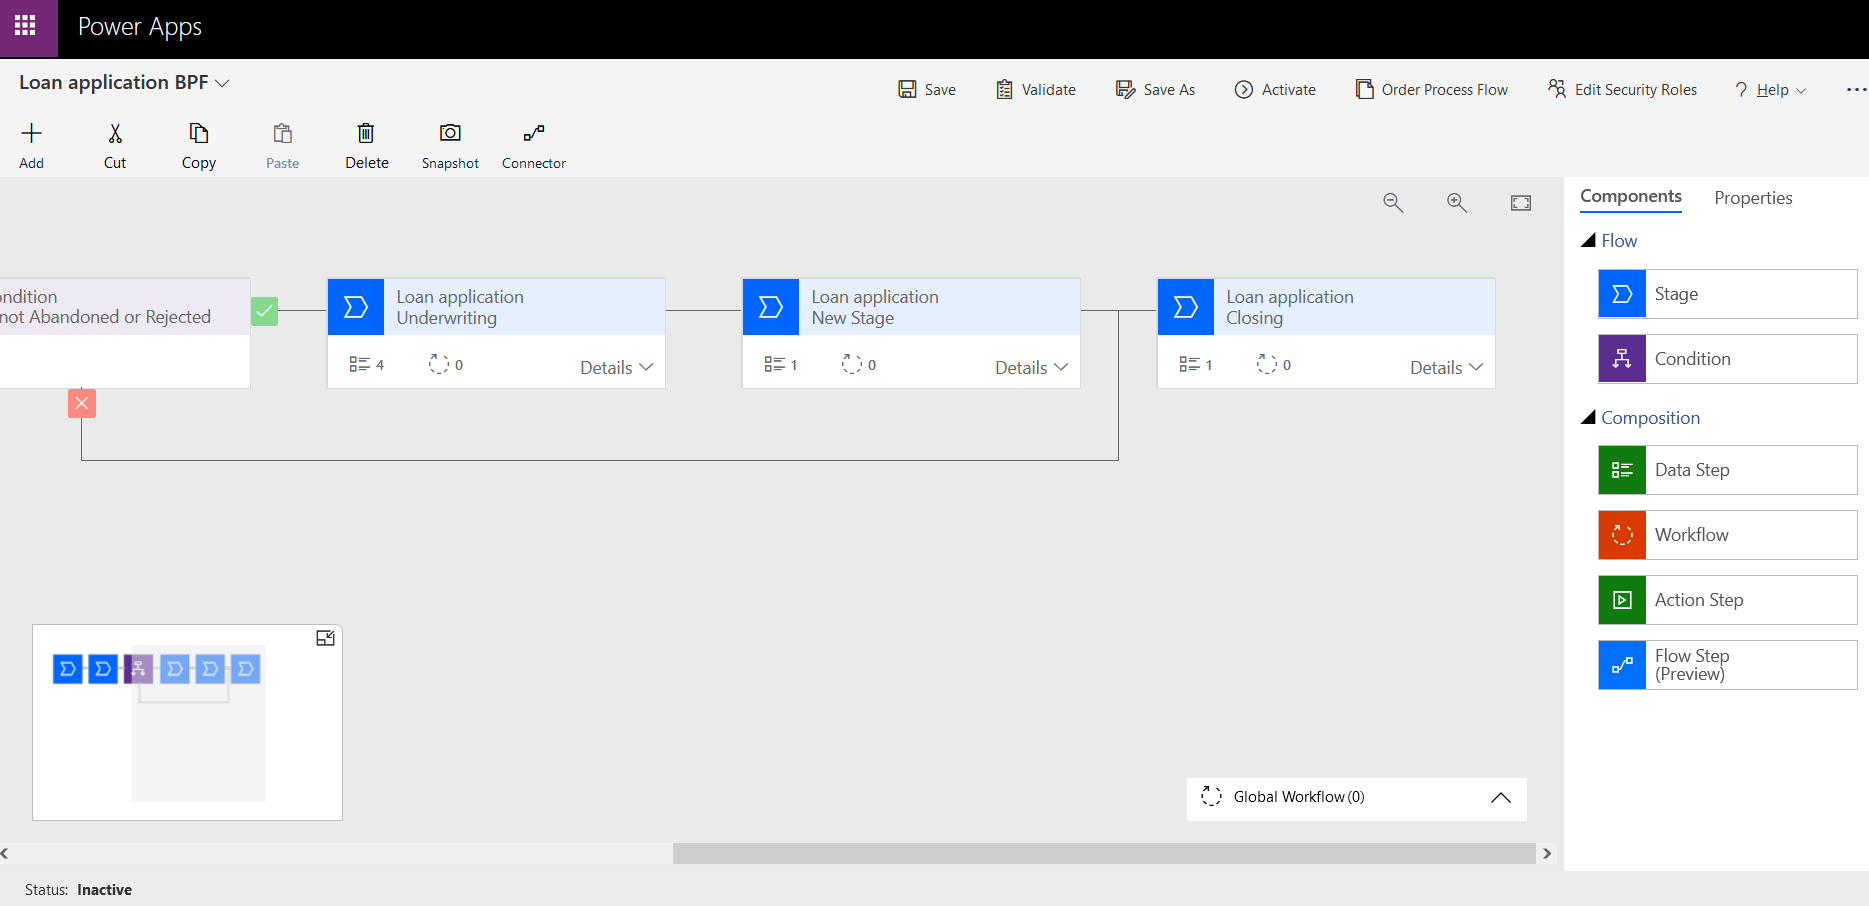 Power Apps
Loan application BPF
Save
Validate
Save As
Activate
Order Process Flow
Edit Security Roles
? Help
Add
Cut
Copy
Paste
Delete
Snapshot
Connector
Components
Properties
Flow
Stage
Condition
Composition
Data Step
Workflow
Action Step
Flow Step
(Preview)
ondition
not Abandoned or Rejected
Loan application
Underwriting
4
0
Details
Loan application
New Stage
1
0
Details
Loan application
Closing
1
0
Details
Global Workflow (0)
Status: Inactive